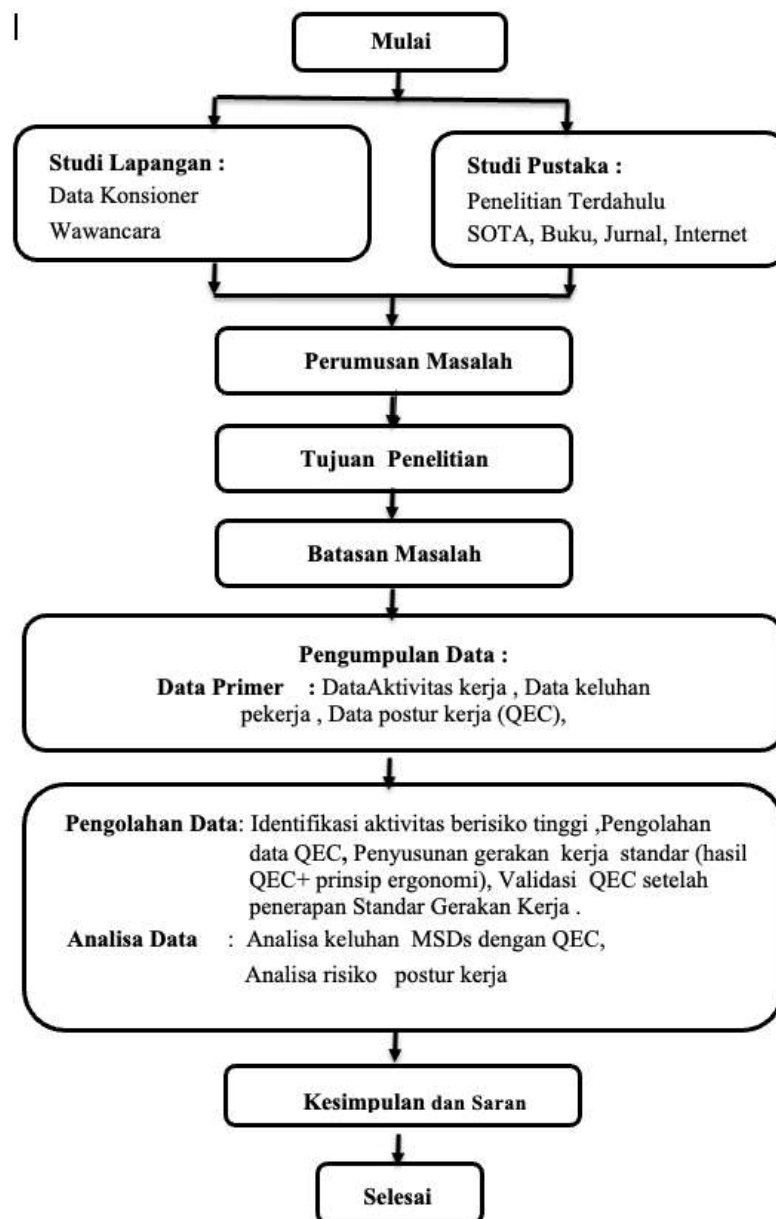 Mulai
Studi Lapangan :
Data Konsioner
Wawancara
Studi Pustaka :
Penelitian Terdahulu
SOTA, Buku, Jurnal, Internet
Perumusan Masalah
Tujuan Penelitian
Batasan Masalah
Pengumpulan Data :
Data Primer : DataAktivitas kerja , Data keluhan
pekerja , Data postur kerja (QEC),
Pengolahan Data: Identifikasi aktivitas berisiko tinggi ,Pengolahan
data QEC, Penyusunan gerakan kerja standar (hasil
QEC+ prinsip ergonomi), Validasi QEC setelah
penerapan Standar Gerakan Kerja .
Analisa Data : Analisa keluhan MSDs dengan QEC,
Analisa risiko postur kerja
Kesimpulan dan Saran
Selesai